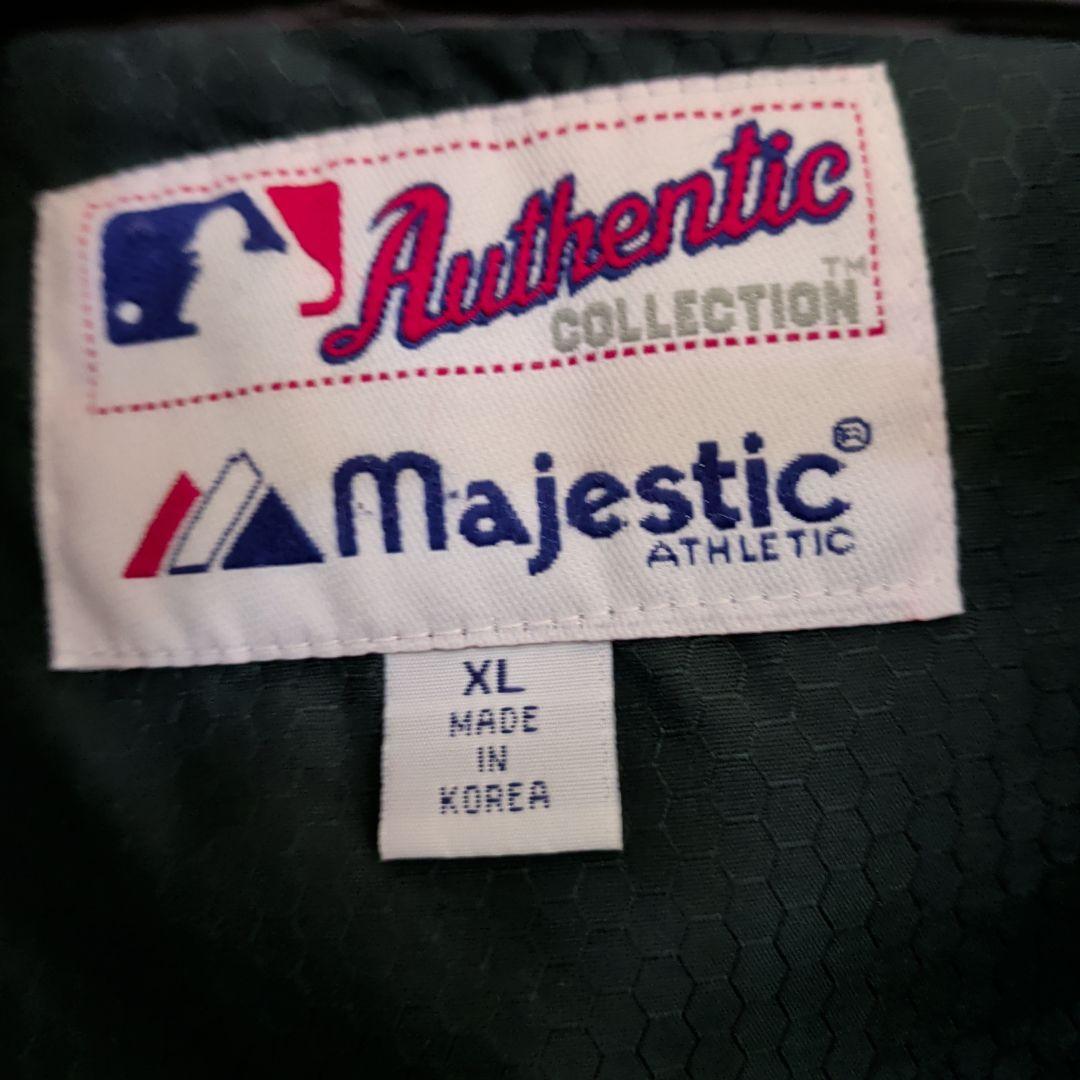 Authentic
COLLECTION™
Majestic®
ATHLETIC
XL
MADE
IN
KOREA